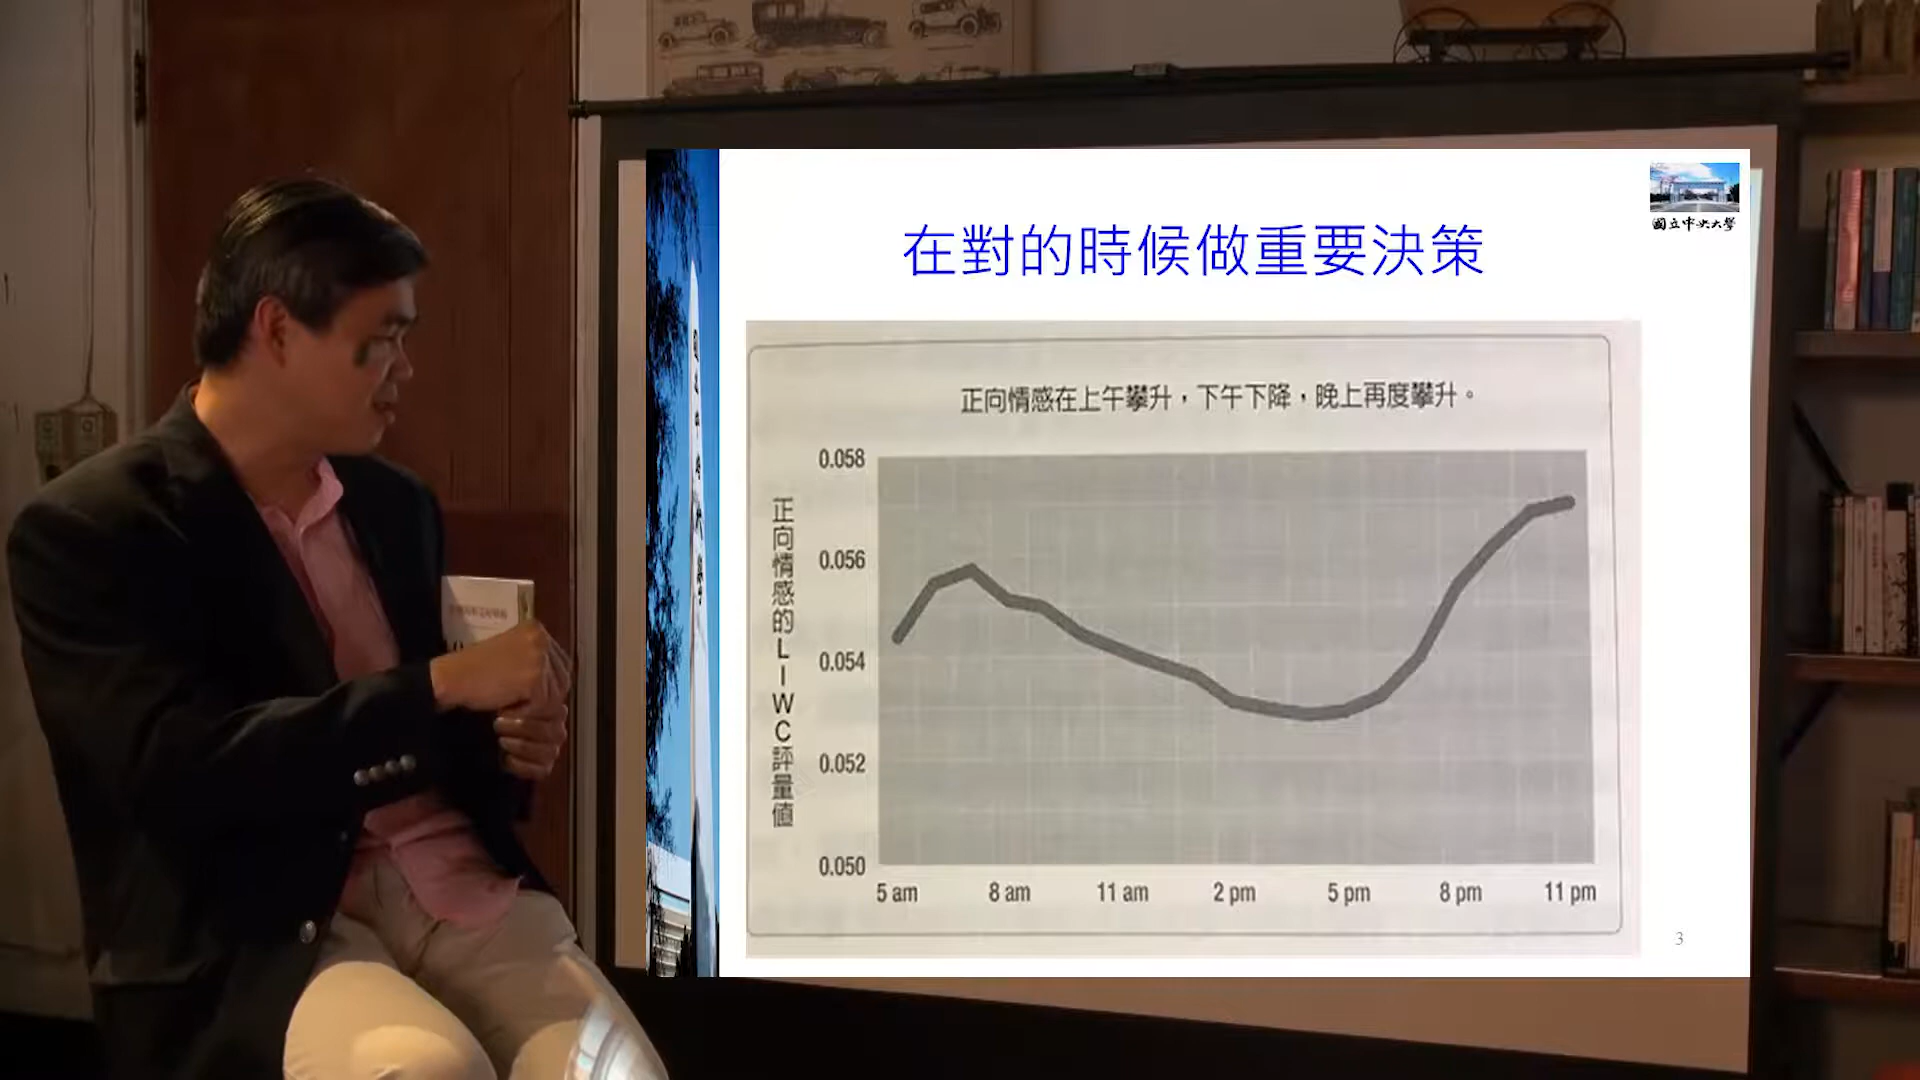 國立中央大學
在對的時候做重要決策
正向情感在上午攀升，下午下降，晚上再度攀升。
正向情感的LIWC評量值
0.058
0.056
0.054
0.052
0.050
5 am 8 am 11 am 2 pm 5 pm 8 pm 11 pm
3